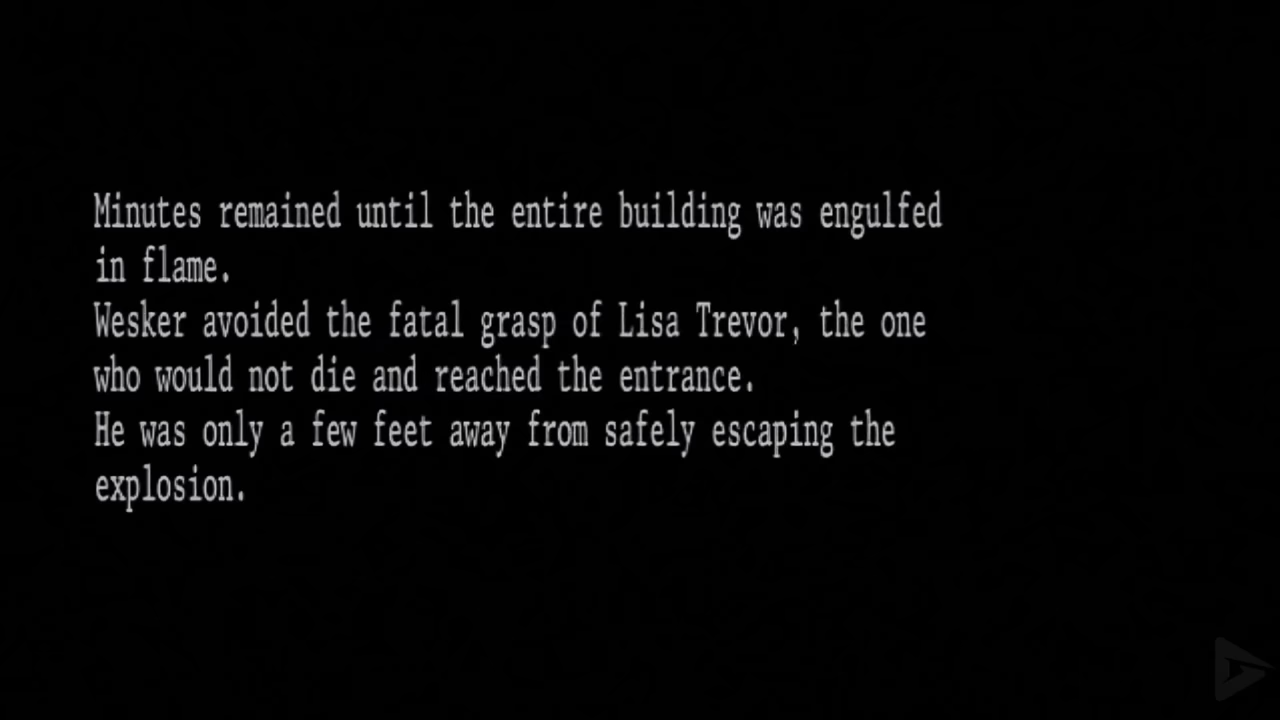 Minutes remained until the entire building was engulfed
in flame.
Wesker avoided the fatal grasp of Lisa Trevor, the one
who would not die and reached the entrance.
He was only a few feet away from safely escaping the
explosion.